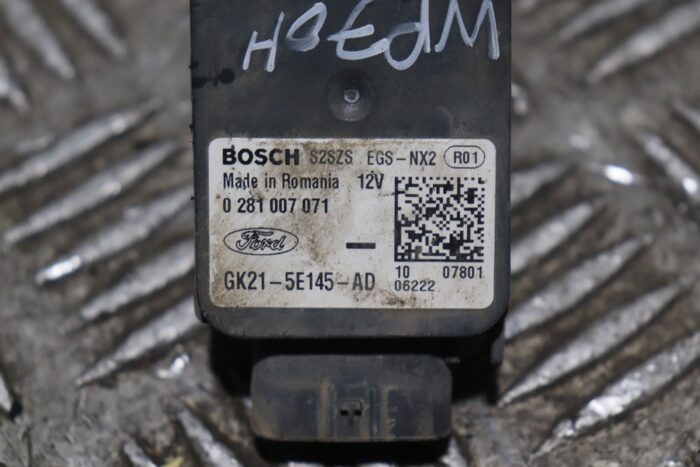 BOSCH S2SZS EGS-NX2 R01
Made in Romania 12V
0 281 007 071
Ford
GK21-5E145-AD
10 07801
06222